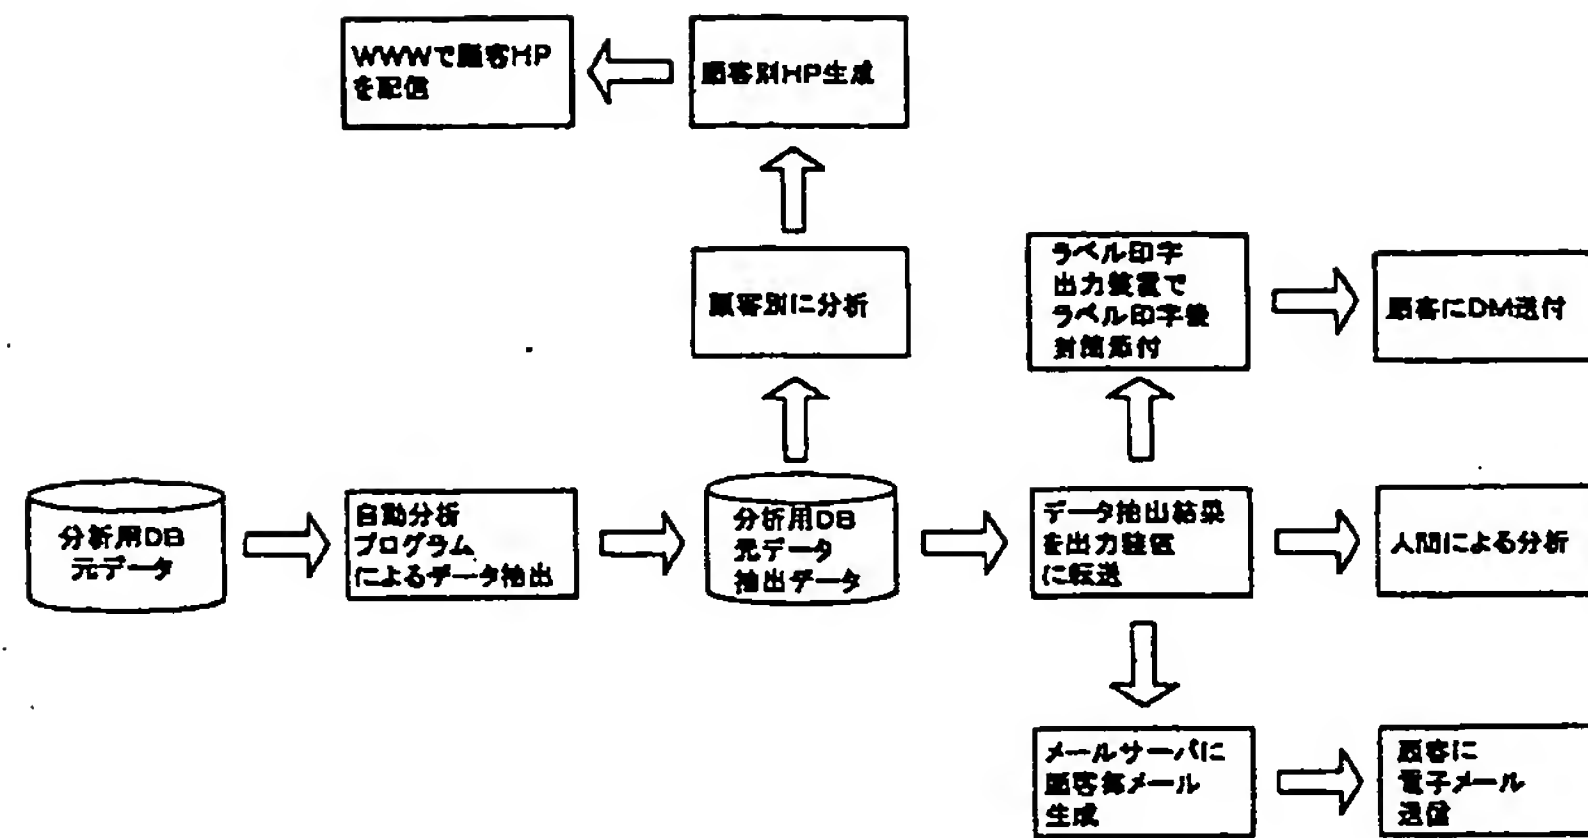 WWWで顧客HP
を配信
顧客別HP生成
顧客別に分析
ラベル印字
出力装置で
ラベル印字後
封筒添付
顧客にDM送付
分析用DB
元データ
自動分析
プログラム
によるデータ抽出
分析用DB
元データ
抽出データ
データ抽出結果
を出力装置
に転送
人間による分析
メールサーバに
顧客毎メール
生成
顧客に
電子メール
送信